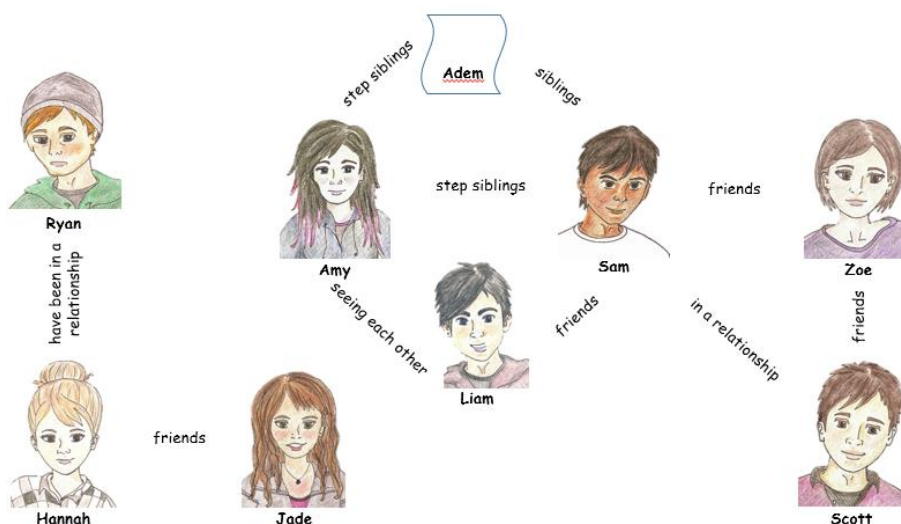 Adem
step siblings
siblings
Ryan
Amy
step siblings
Sam
friends
Zoe
have been in a
relationship
seeing each other
Liam
friends
in a relationship
friends
Hannah
friends
Jade
Scott